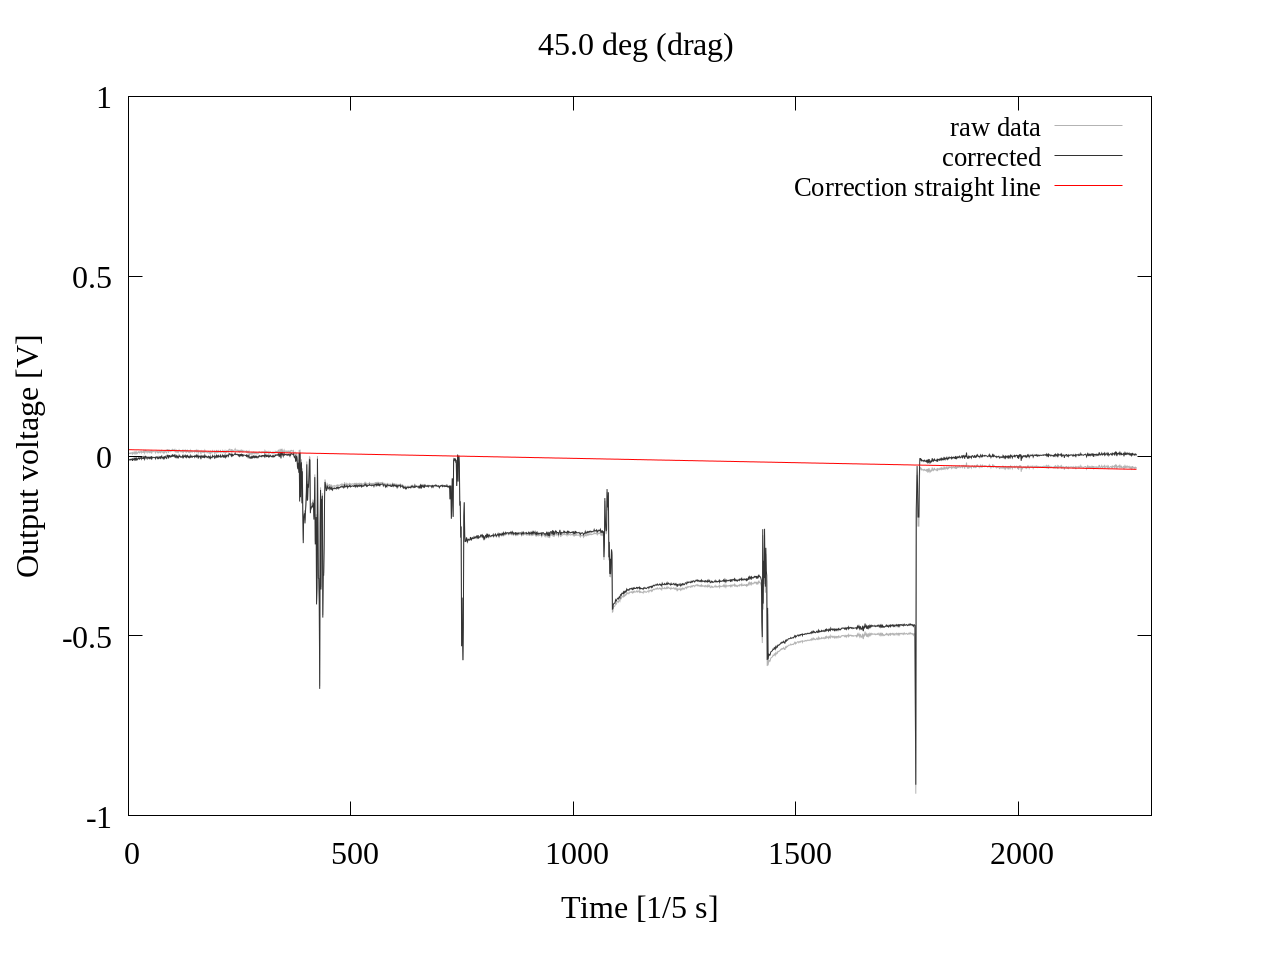 45.0 deg (drag)
1
raw data
corrected
Correction straight line
0.5
0
-0.5
-1
Output voltage [V]
0 500 1000 1500 2000
Time [1/5 s]